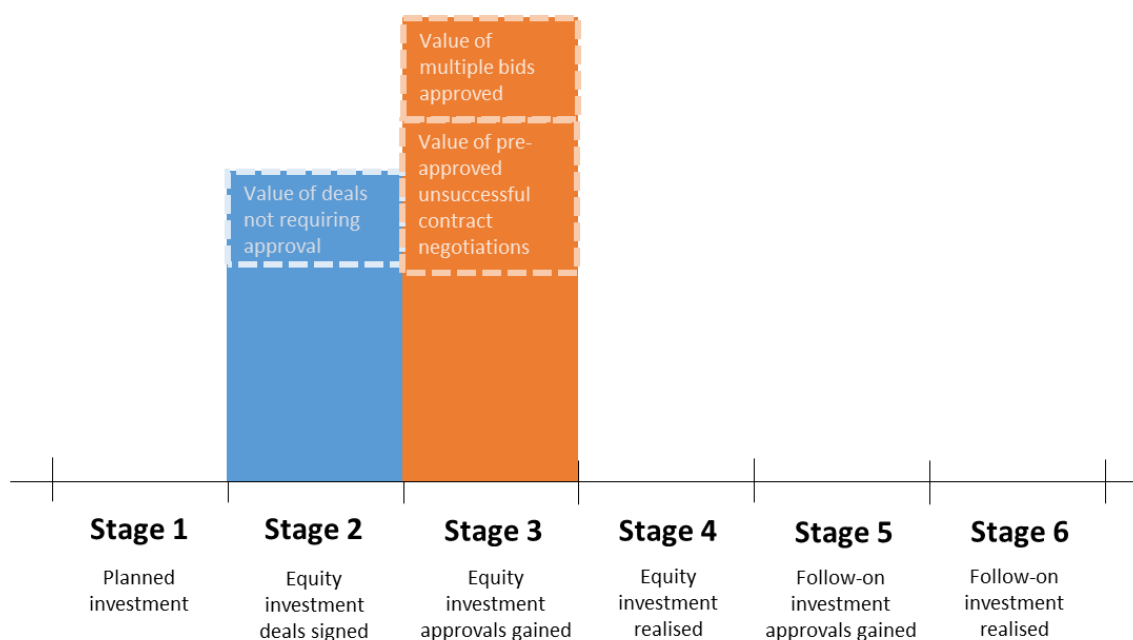 Value of
multiple bids
approved
Value of pre-
approved
unsuccessful
contract
negotiations
Value of deals
not requiring
approval
Stage 1
Planned
investment
Stage 2
Equity
investment
deals signed
Stage 3
Equity
investment
approvals gained
Stage 4
Equity
investment
realised
Stage 5
Follow-on
investment
approvals gained
Stage 6
Follow-on
investment
realised